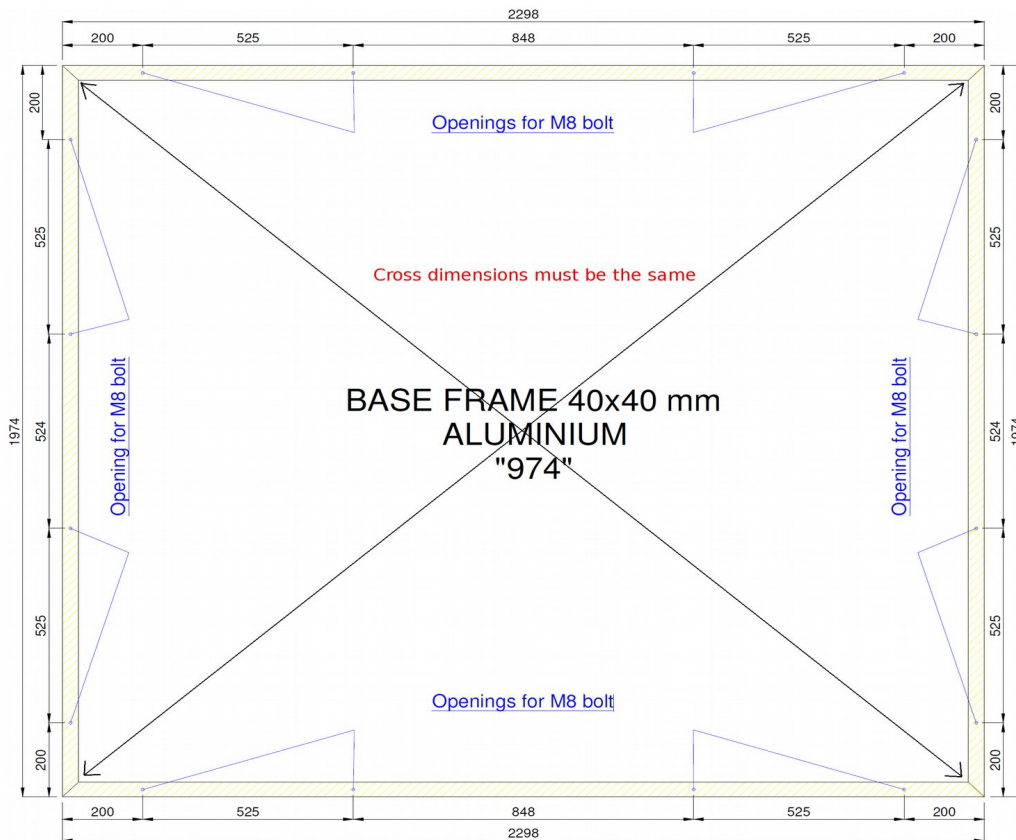 2298
200 525 848 525 200
200 200
Openings for M8 bolt
525 525
Cross dimensions must be the same
BASE FRAME 40x40 mm
ALUMINIUM
"974"
1974 524 524 1974
Opening for M8 bolt
Opening for M8 bolt
525 525
Openings for M8 bolt
200 200
200 525 848 525 200
2298